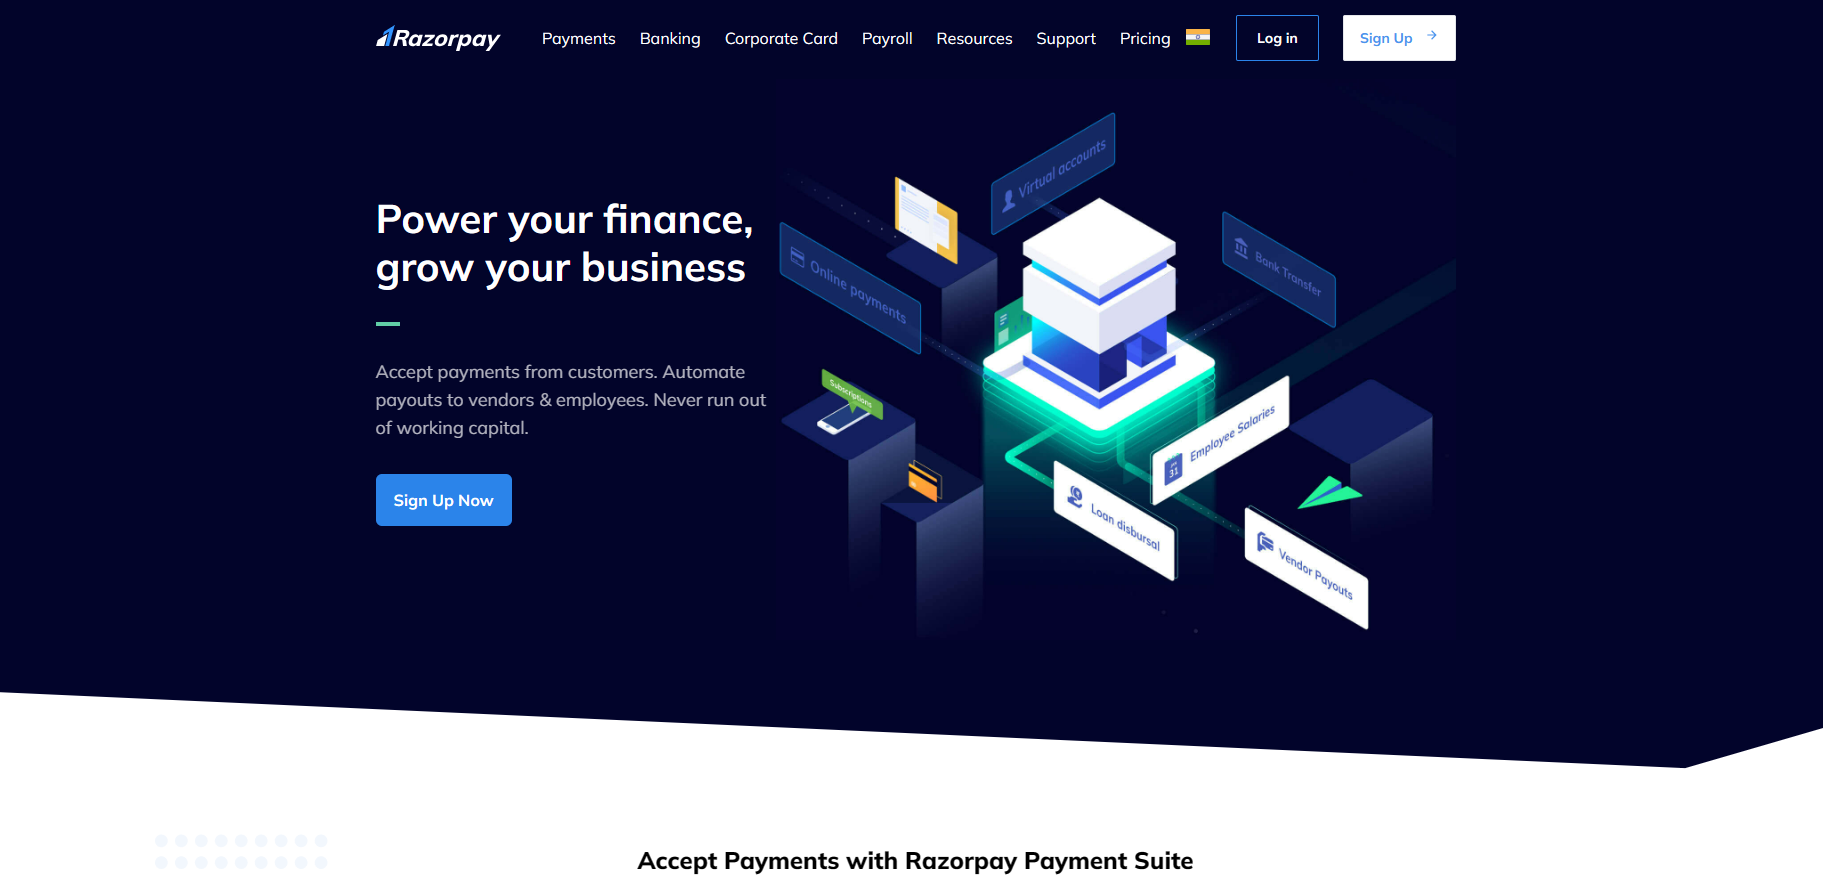 Razorpay
Payments
Banking
Corporate Card
Payroll
Resources
Support
Pricing
Log in
Sign Up
Power your finance,
grow your business
Accept payments from customers. Automate
payouts to vendors & employees. Never run out
of working capital.
Sign Up Now
Virtual accounts
Online payments
Bank Transfer
Subscriptions
Employee Salaries
31
Loan disbursal
Vendor Payouts
Accept Payments with Razorpay Payment Suite